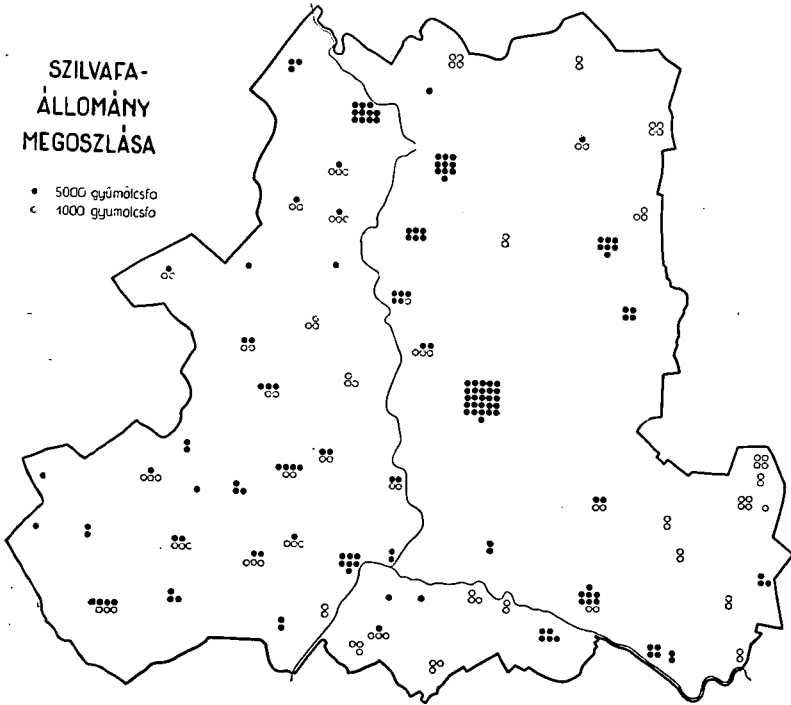 SZILVAFA-
ÁLLOMÁNY
MEGOSZLÁSA
5000 gyümölcsfa
1000 gyumolcsfa